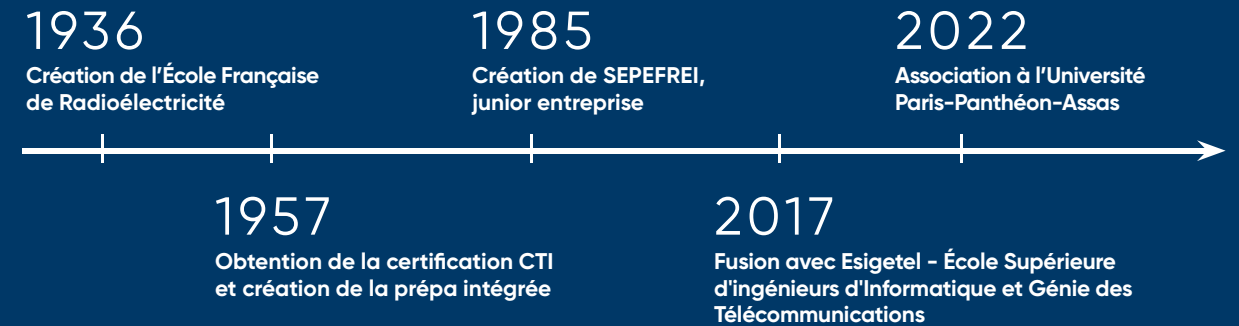 1936
Création de l'École Française
de Radioélectricité
1985
Création de SEPEFREI,
junior entreprise
2022
Association à l'Université
Paris-Panthéon-Assas
1957
Obtention de la certification CTI
et création de la prépa intégrée
2017
Fusion avec Esigetel - École Supérieure
d'ingénieurs d'Informatique et Génie des
Télécommunications